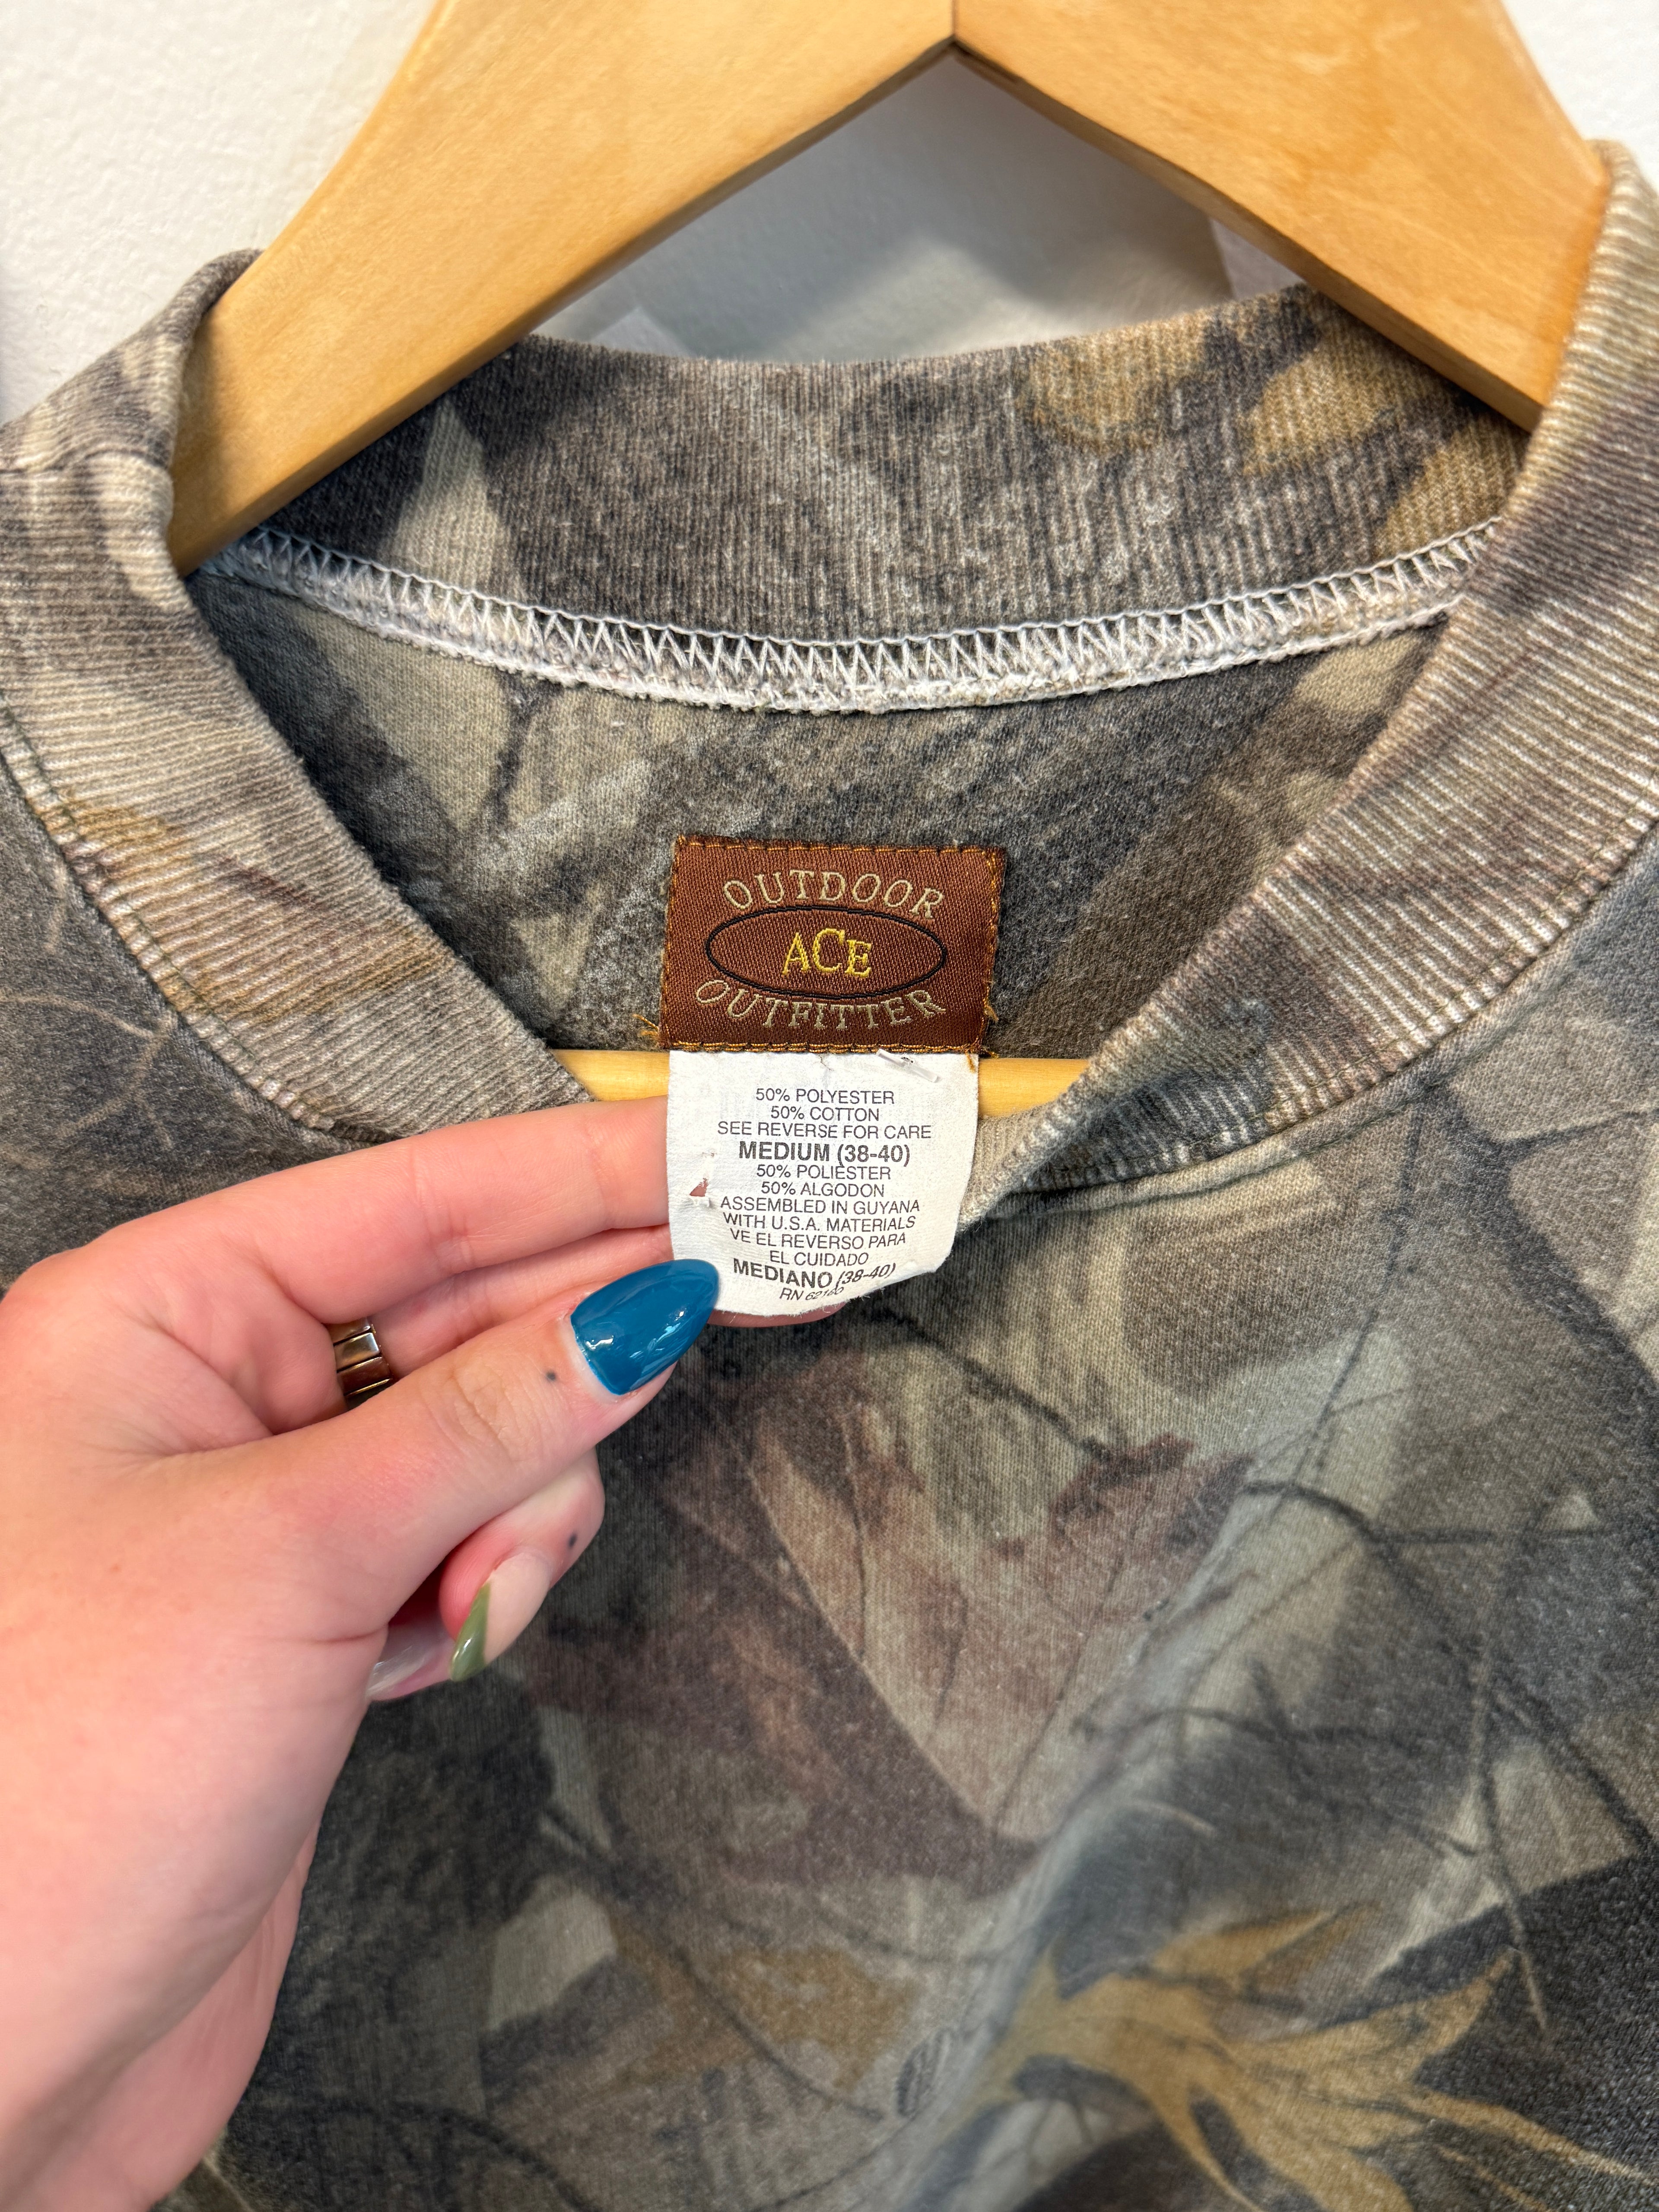 OUTDOOR
ACE
OUTFITTER
50% POLYESTER
50% COTTON
SEE REVERSE FOR CARE
MEDIUM (38-40)
50% POLIESTER
50% ALGODON
ASSEMBLED IN GUYANA
WITH U.S.A. MATERIALS
VE EL REVERSO PARA
EL CUIDADO
MEDIANO (38-40)
RN